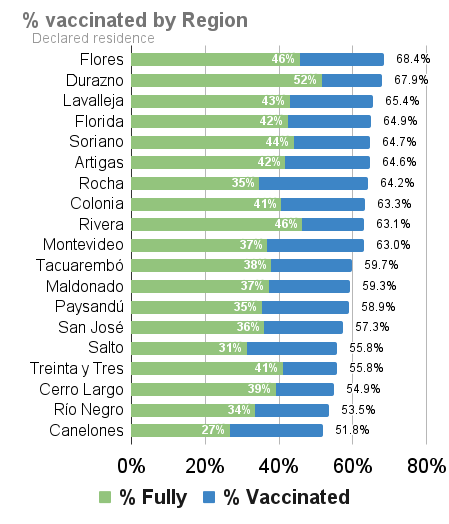 % vaccinated by Region
Declared residence
Flores 46% 68.4%
Durazno 52% 67.9%
Lavalleja 43% 65.4%
Florida 42% 64.9%
Soriano 44% 64.7%
Artigas 42% 64.6%
Rocha 35% 64.2%
Colonia 41% 63.3%
Rivera 46% 63.1%
Montevideo 37% 63.0%
Tacuarembó 38% 59.7%
Maldonado 37% 59.3%
Paysandú 35% 58.9%
San José 36% 57.3%
Salto 31% 55.8%
Treinta y Tres 41% 55.8%
Cerro Largo 39% 54.9%
Río Negro 34% 53.5%
Canelones 27% 51.8%
0% 20% 40% 60% 80%
% Fully % Vaccinated